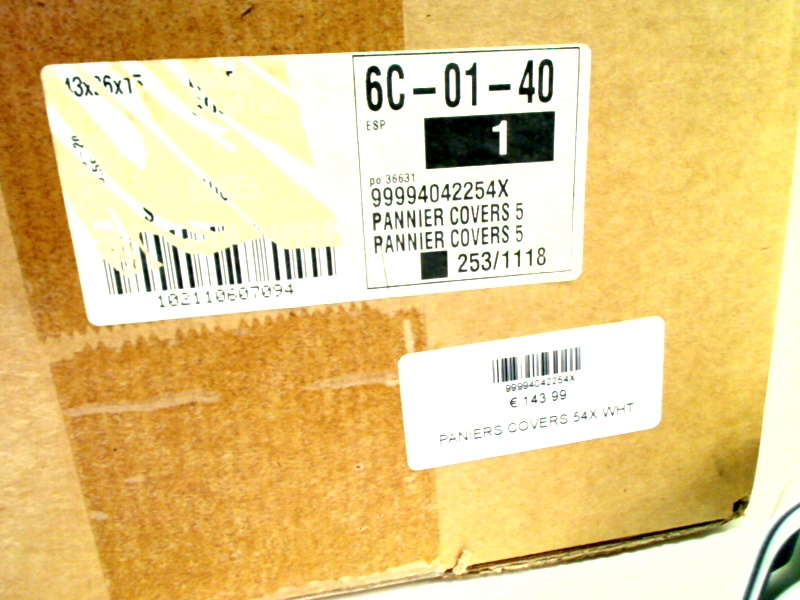 6C-01-40
ESP
1
po 36631
99994042254X
PANNIER COVERS 5
PANNIER COVERS 5
253/1118
102110607094
99994042254X
€ 143.99
PANIERS COVERS 54X WHT